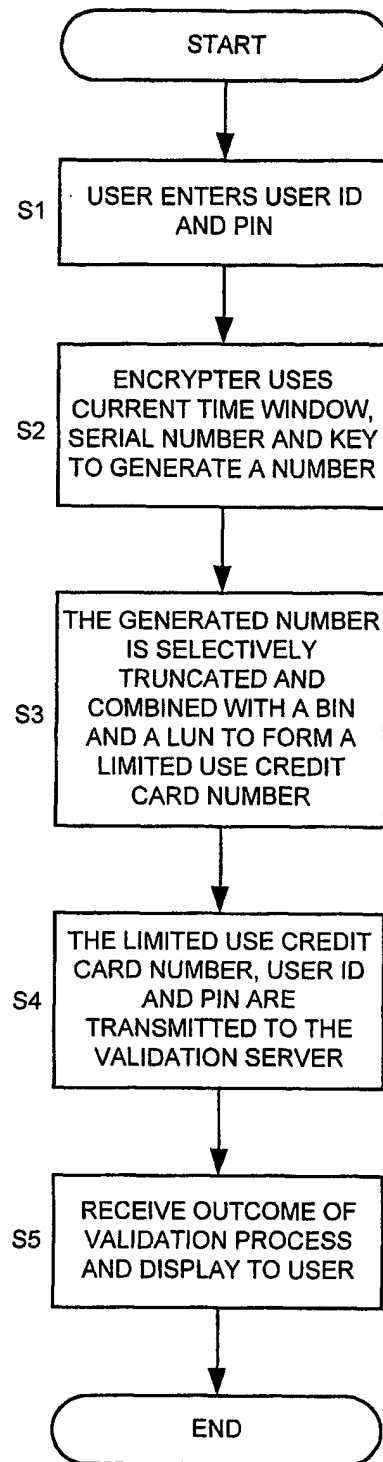 START
S1
USER ENTERS USER ID
AND PIN
S2
ENCRYPTER USES
CURRENT TIME WINDOW,
SERIAL NUMBER AND KEY
TO GENERATE A NUMBER
S3
THE GENERATED NUMBER
IS SELECTIVELY
TRUNCATED AND
COMBINED WITH A BIN
AND A LUN TO FORM A
LIMITED USE CREDIT
CARD NUMBER
S4
THE LIMITED USE CREDIT
CARD NUMBER, USER ID
AND PIN ARE
TRANSMITTED TO THE
VALIDATION SERVER
S5
RECEIVE OUTCOME OF
VALIDATION PROCESS
AND DISPLAY TO USER
END